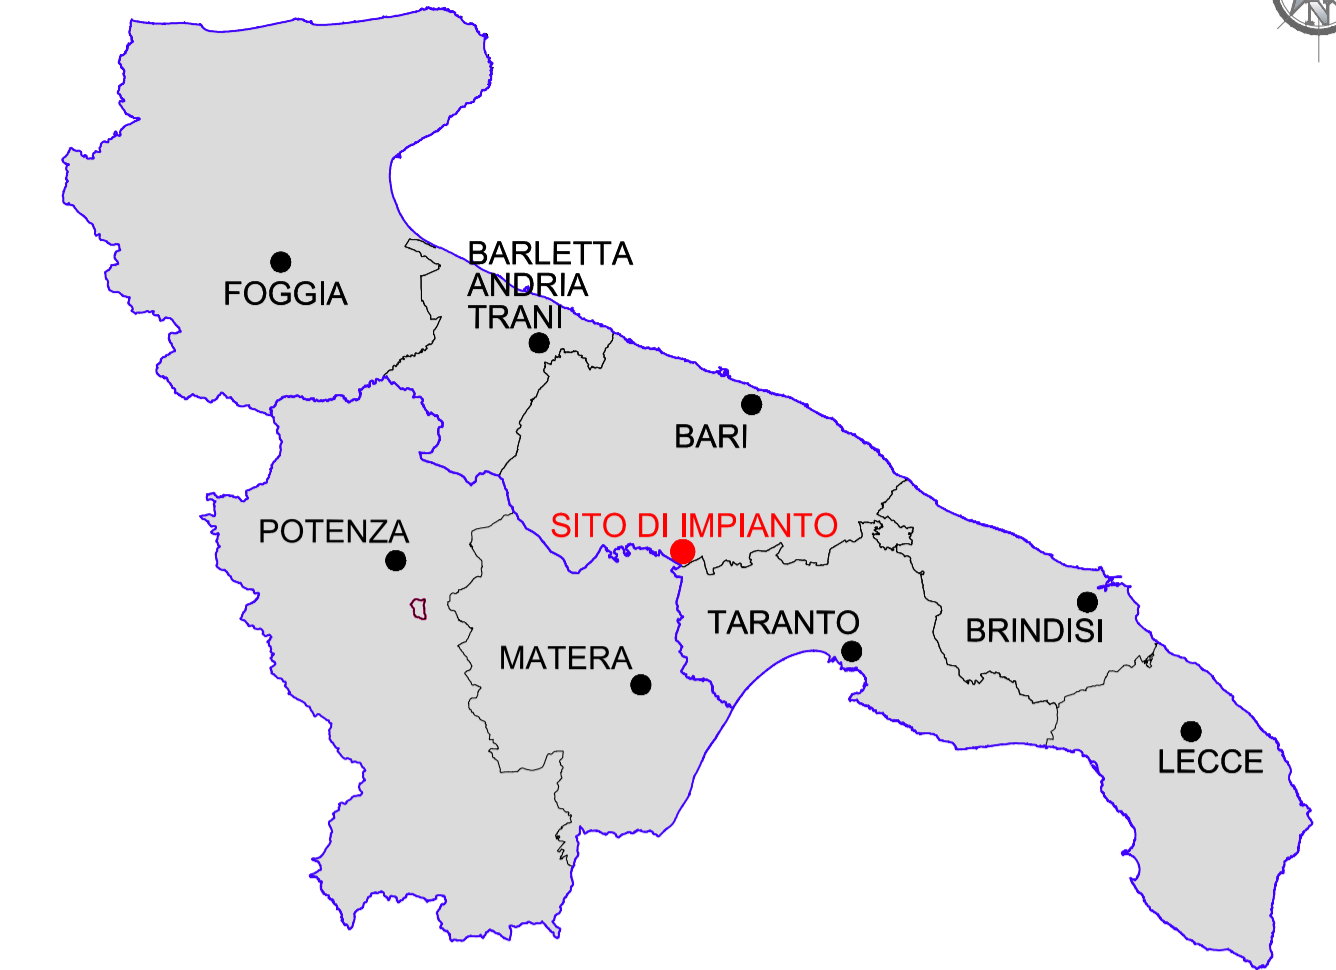 N
BARLETTA
ANDRIA
TRANI
FOGGIA
BARI
SITO DI IMPIANTO
POTENZA
TARANTO
BRINDISI
MATERA
LECCE